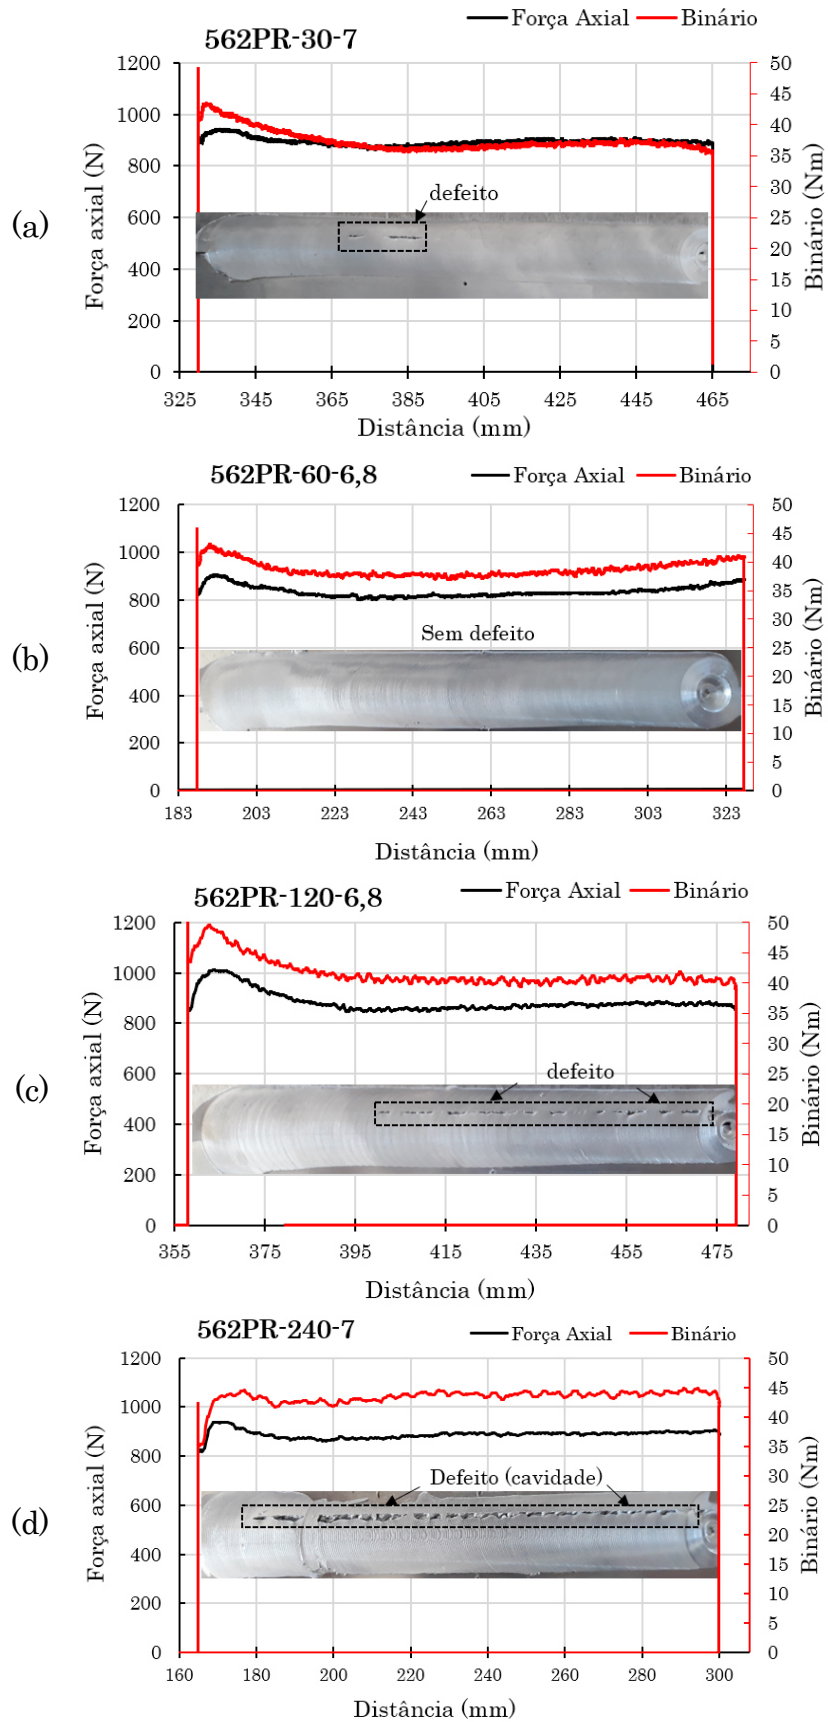 Força Axial Binário
562PR-30-7
1200 50
45
1000 40
800 35
30
(a) Força axial (N) defeito Binário (Nm)
600 25
20
400 15
200 10
5
0 0
325 345 365 385 405 425 445 465
Distância (mm)
562PR-60-6,8 Força Axial Binário
1200 50
45
1000 40
800 35
30
(b) Força axial (N) Sem defeito Binário (Nm)
600 25
20
400 15
200 10
5
0 0
183 203 223 243 263 283 303 323
Distância (mm)
562PR-120-6,8 Força Axial Binário
1200 50
45
1000 40
800 35
30
(c) Força axial (N) defeito Binário (Nm)
600 25
20
400 15
200 10
5
0 0
355 375 395 415 435 455 475
Distância (mm)
562PR-240-7 Força Axial Binário
1200 50
45
1000 40
800 35
30
(d) Força axial (N) Defeito (cavidade) Binário (Nm)
600 25
20
400 15
200 10
5
0 0
160 180 200 220 240 260 280 300
Distância (mm)